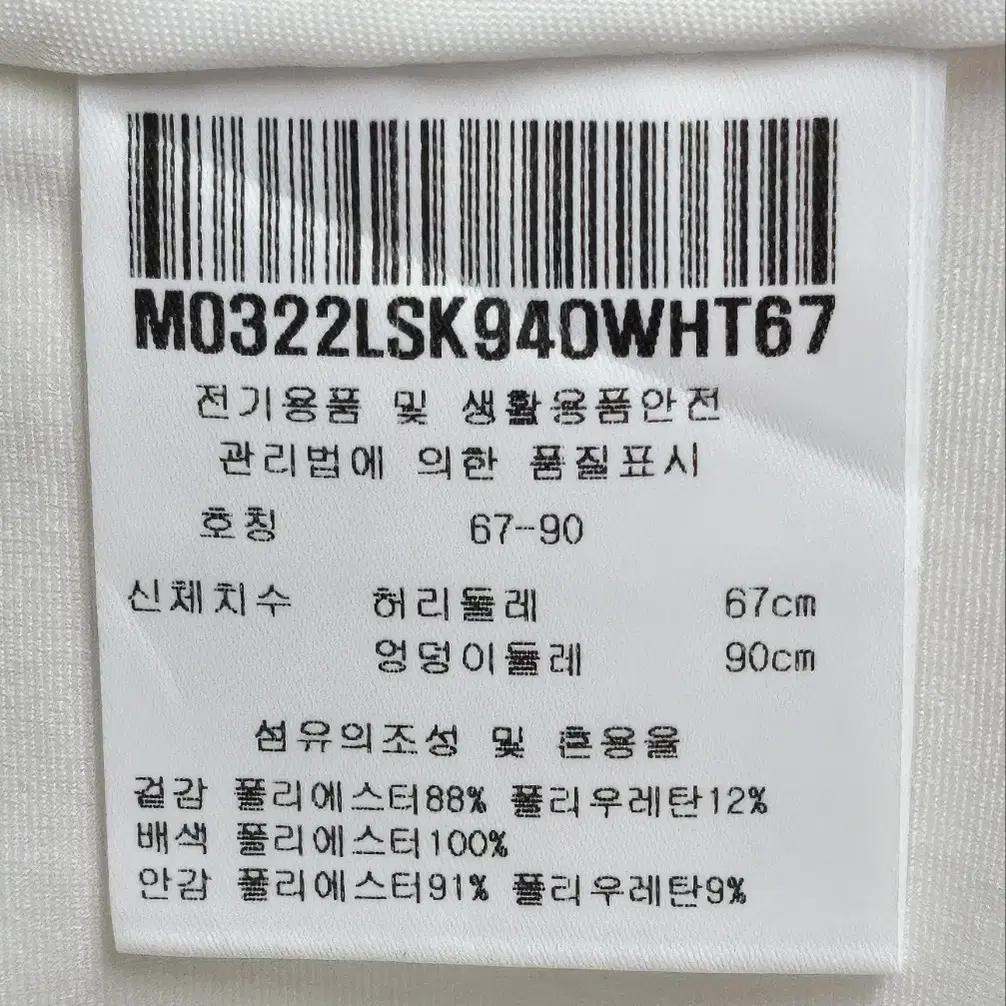 M0322LSK940WHT67
전기용품 및 생활용품안전
관리법에 의한 품질표시
호칭 67-90
신체치수 허리둘레 67cm
엉덩이둘레 90cm
섬유의조성 및 혼용율
겉감 폴리에스터88% 폴리우레탄12%
배색 폴리에스터100%
안감 폴리에스터91% 폴리우레탄9%